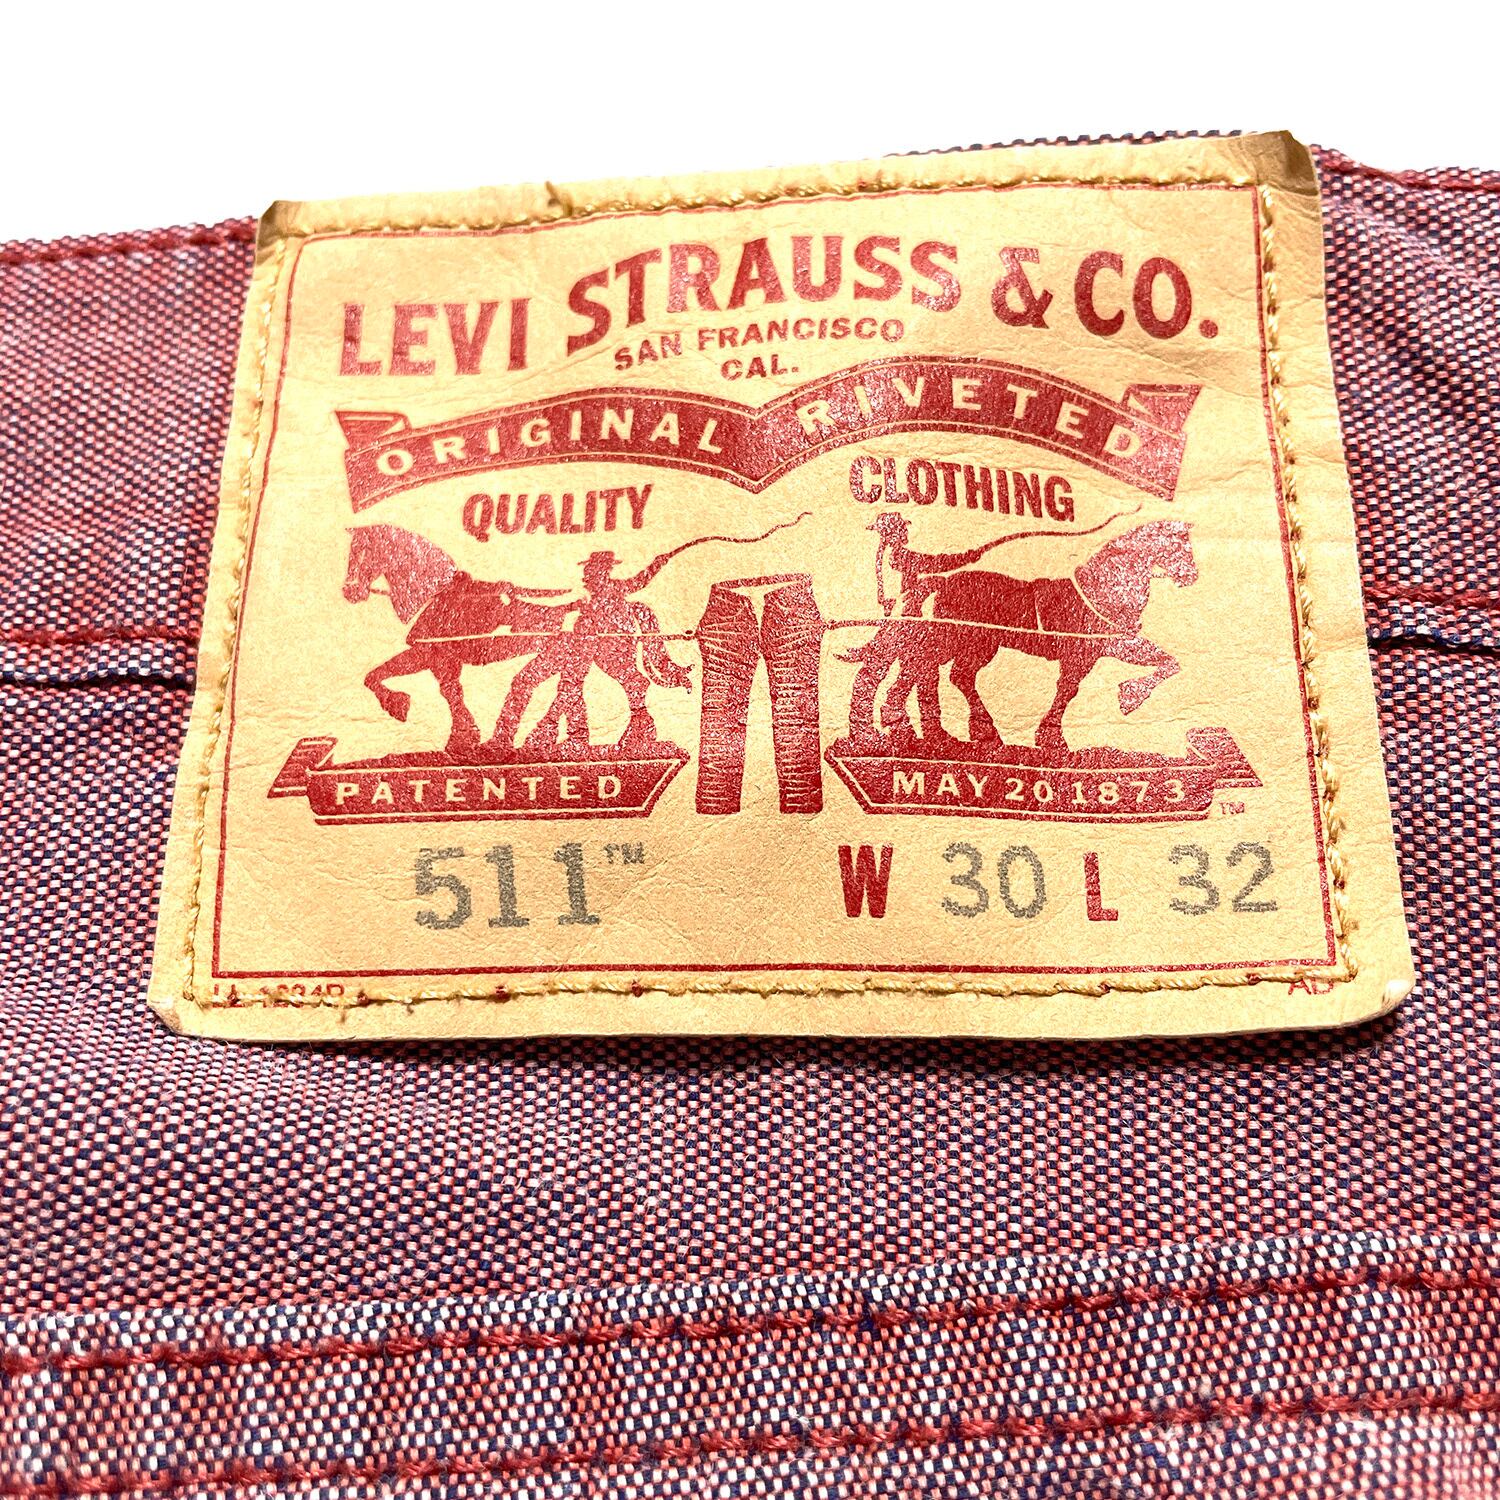 LEVI STRAUSS & CO.
SAN FRANCISCO
CAL.
ORIGINAL RIVETED
QUALITY CLOTHING
PATENTED MAY 20 1873 ™
511™ W 30 L 32